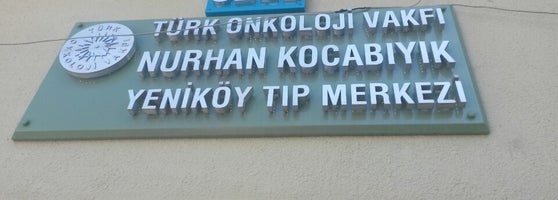 TÜRK ONKOLOJİ VAKFI
NURHAN KOCABIYIK
YENİKÖY TIP MERKEZİ